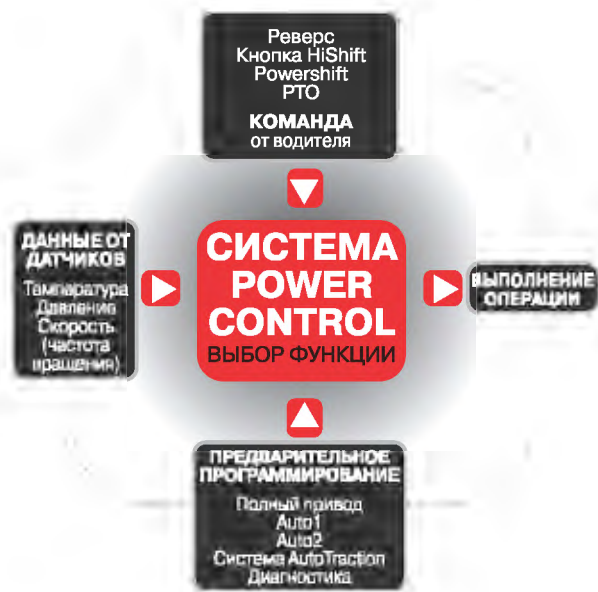 Реверс
Кнопка HiShift
Powershift
PTO
КОМАНДА
от водителя
ДАННЫЕ ОТ
ДАТЧИКОВ
Температура
Давление
Скорость
(частота
вращения)
СИСТЕМА
POWER
CONTROL
ВЫБОР ФУНКЦИИ
ВЫПОЛНЕНИЕ
ОПЕРАЦИИ
ПРЕДВАРИТЕЛЬНОЕ
ПРОГРАММИРОВАНИЕ
Полный привод
Auto1
Auto2
Система AutoTraction
Диагностика